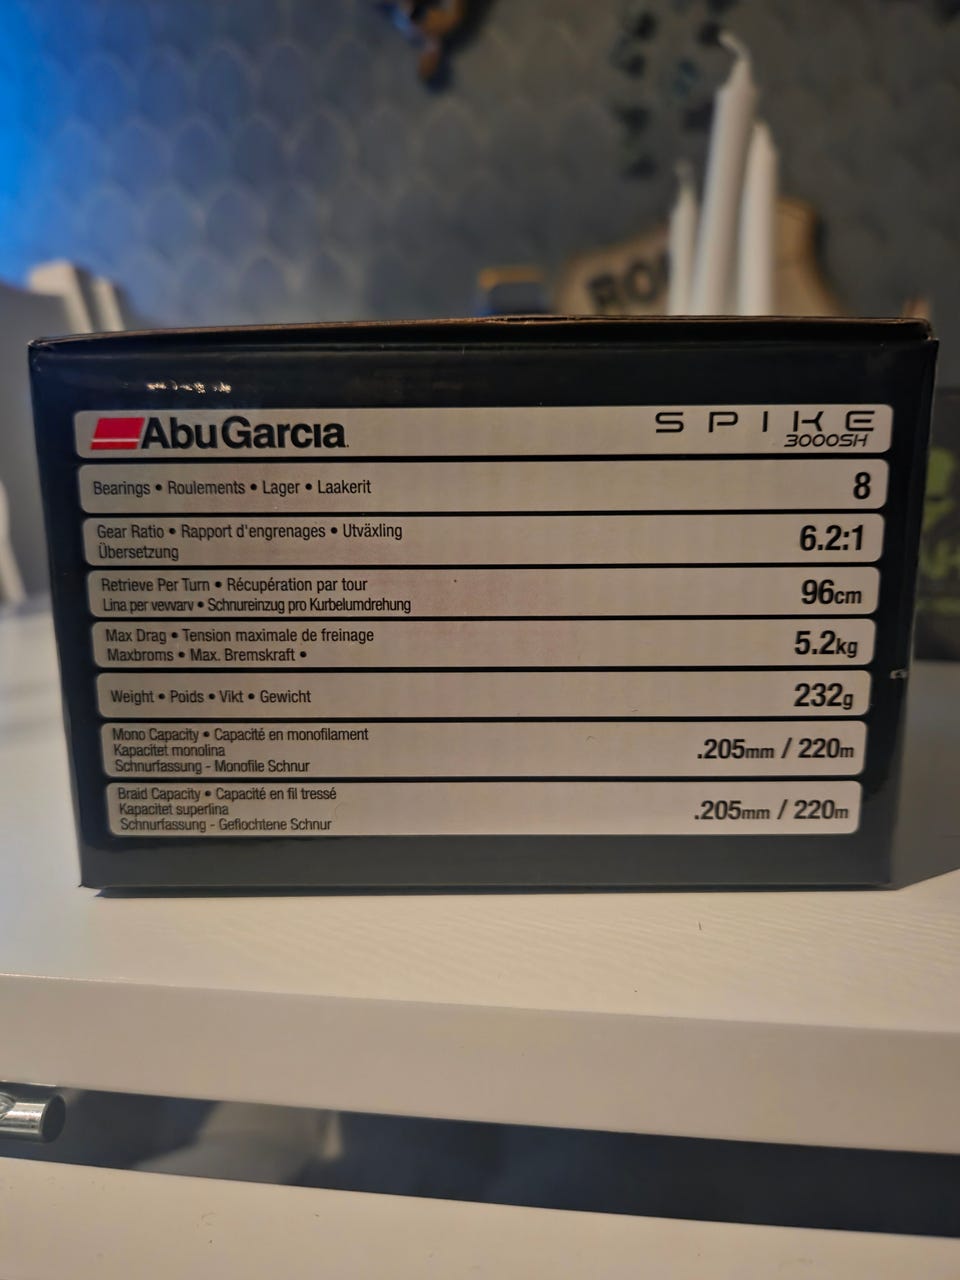 AbuGarcia
SPIKE
3000SH
Bearings • Roulements • Lager • Laakerit
8
Gear Ratio • Rapport d'engrenages • Utväxling
Übersetzung
6.2:1
Retrieve Per Turn • Récupération par tour
Lina per vevvarv • Schnureinzug pro Kurbelumdrehung
96cm
Max Drag • Tension maximale de freinage
Maxbroms • Max. Bremskraft •
5.2kg
Weight • Poids • Vikt • Gewicht
232g
Mono Capacity • Capacité en monofilament
Kapacitet monolina
Schnurfassung - Monofile Schnur
.205mm / 220m
Braid Capacity • Capacité en fil tressé
Kapacitet superlina
Schnurfassung - Geflochtene Schnur
.205mm / 220m